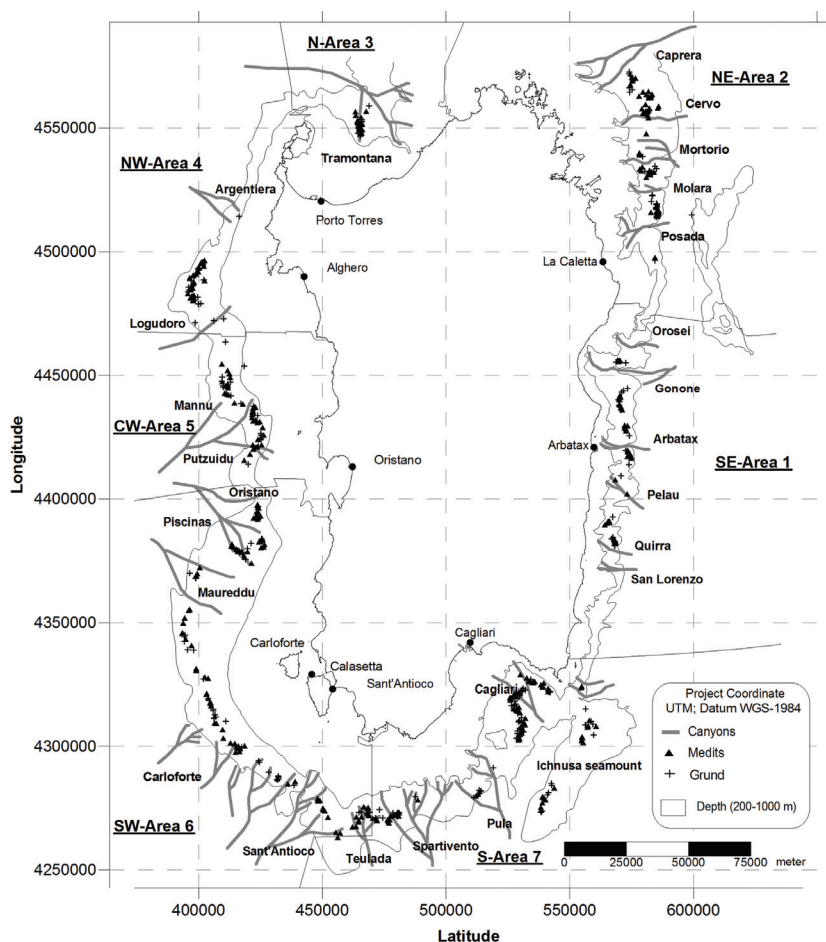 N-Area 3
Caprera
NE-Area 2
Cervo
4550000
Mortorio
Tramontana
NW-Area 4
Argentiera
Molara
Porto Torres
Posada
4500000
Alghero
La Caletta
Logudoro
Orosei
4450000
Gonone
Mannu
CW-Area 5
Arbatax
Arbatax
Putzuidu
Oristano
SE-Area 1
Longitude
4400000
Oristano
Pelau
Piscinas
Quirra
San Lorenzo
Maureddu
4350000
Cagliari
Carloforte
Calasetta
Sant'Antioco
Cagliari
Project Coordinate
UTM; Datum WGS-1984
Canyons
Medits
Grund
Depth (200-1000 m)
4300000
Ichnusa seamount
Carloforte
SW-Area 6
Sant'Antioco
Teulada
Spartivento
Pula
S-Area 7
0 25000 50000 75000 meter
4250000
400000 450000 500000 550000 600000
Latitude